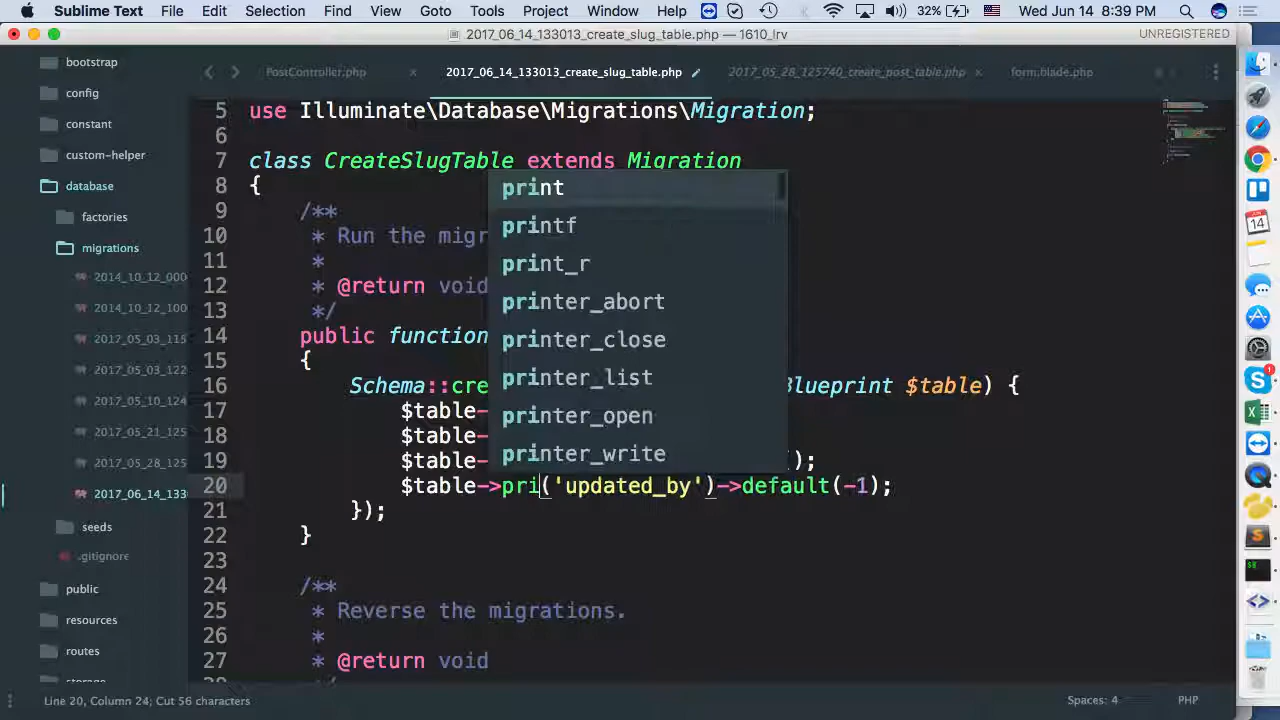 Sublime Text File Edit Selection Find View Goto Tools Project Window Help 32% Wed Jun 14 8:39 PM
2017_06_14_133013_create_slug_table.php — 1610_lrv UNREGISTERED
PostController.php × 2017_06_14_133013_create_slug_table.php 2017_05_28_125740_create_post_table.php × form.blade.php
bootstrap
config
constant
custom-helper
database
factories
migrations
2014_10_12_000
2014_10_12_100
2017_05_03_115
2017_05_03_122
2017_05_10_124
2017_05_21_125
2017_05_28_125
2017_06_14_133
seeds
.gitignore
public
resources
routes
5 use Illuminate\Database\Migrations\Migration;
6
7 class CreateSlugTable extends Migration
8 {
9 /**
10 * Run the migr
11 *
12 * @return void
13 */
14 public function
15 {
16 Schema::cre Blueprint $table) {
17 $table-
18 $table-
19 $table- );
20 $table->pri('updated_by')->default(-1);
21 });
22 }
23
24 /**
25 * Reverse the migrations.
26 *
27 * @return void
print
printf
print_r
printer_abort
printer_close
printer_list
printer_open
printer_write
14
1
Line 20, Column 24; Cut 56 characters Spaces: 4 PHP